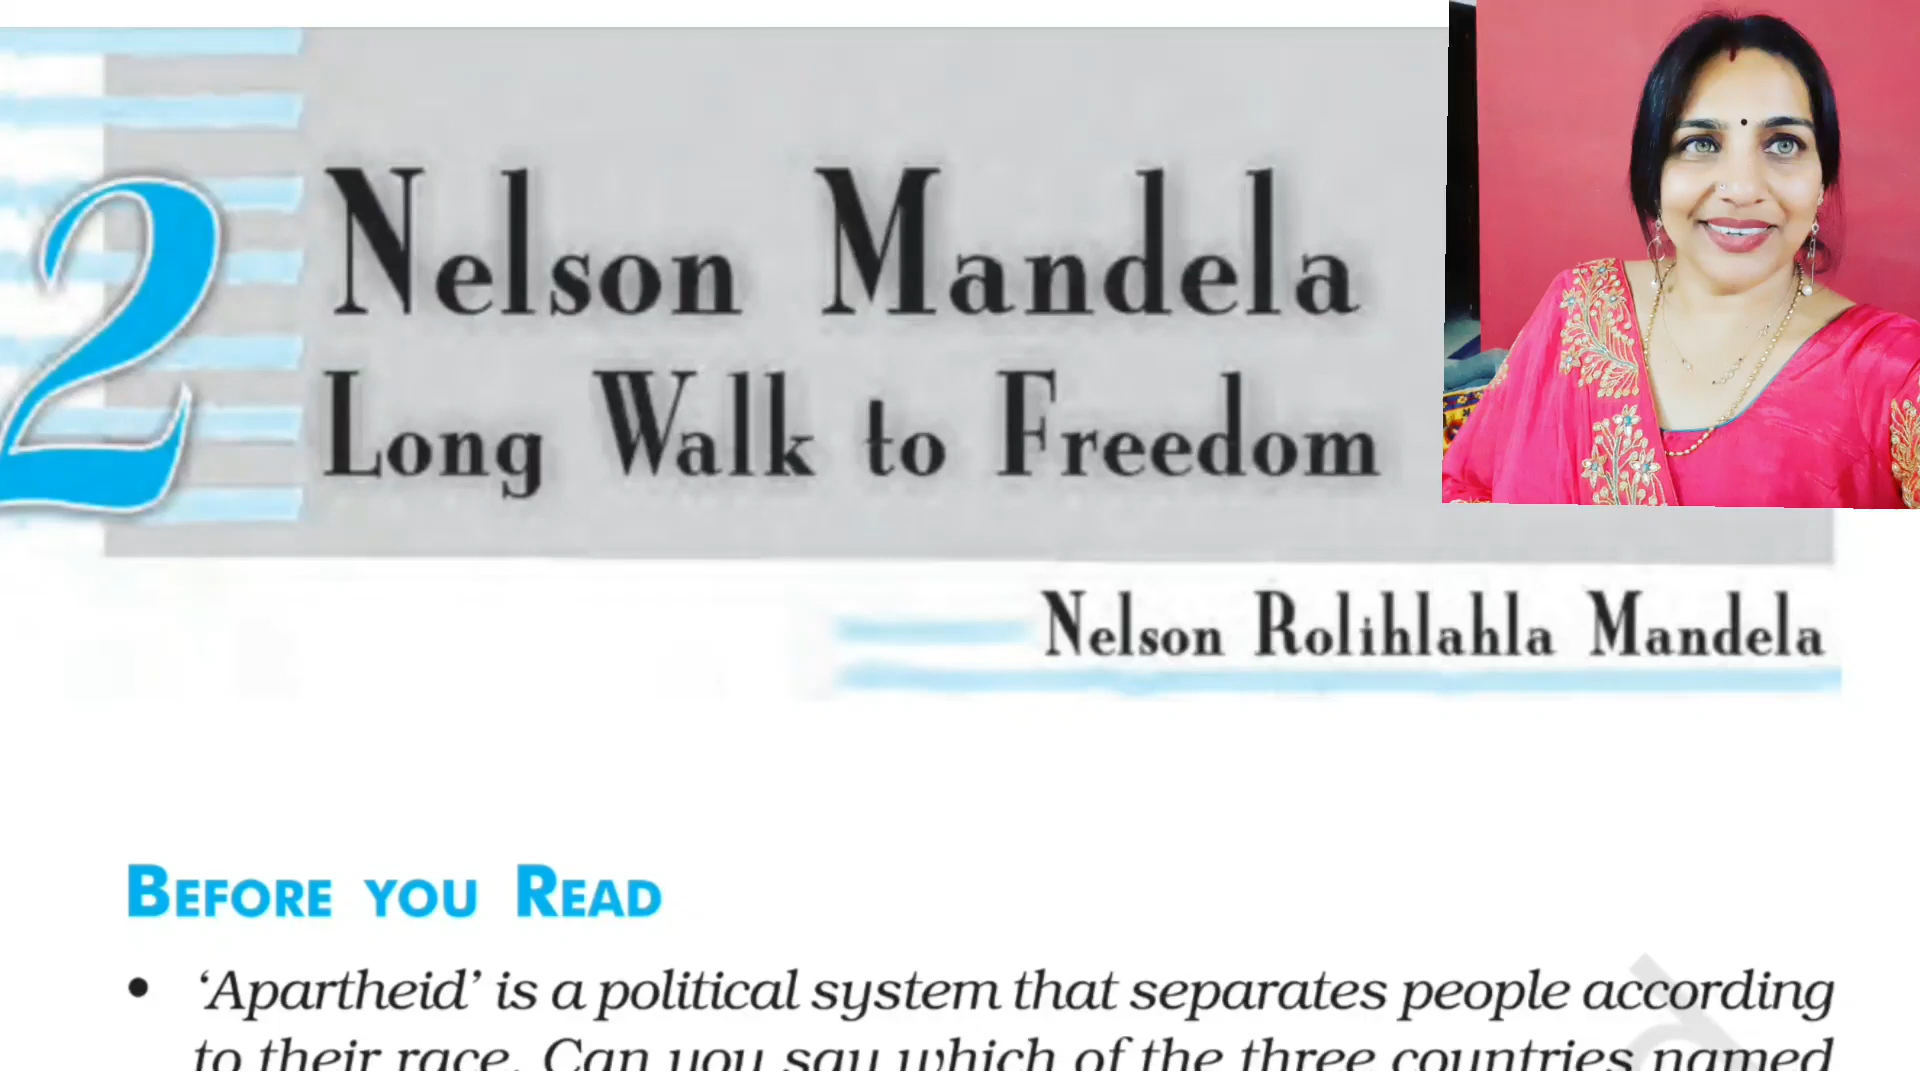 2
Nelson Mandela
Long Walk to Freedom
Nelson Rolihlahla Mandela
BEFORE YOU READ
• ‘Apartheid’ is a political system that separates people according
to their race. Can you say which of the three countries named